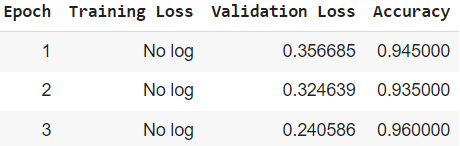 Epoch Training Loss Validation Loss Accuracy
1 No log 0.356685 0.945000
2 No log 0.324639 0.935000
3 No log 0.240586 0.960000